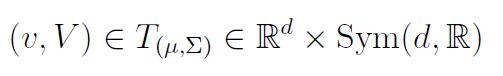 (v, V) ∈ T_{(μ,Σ)} ∈ ℝ^d × Sym(d, ℝ)